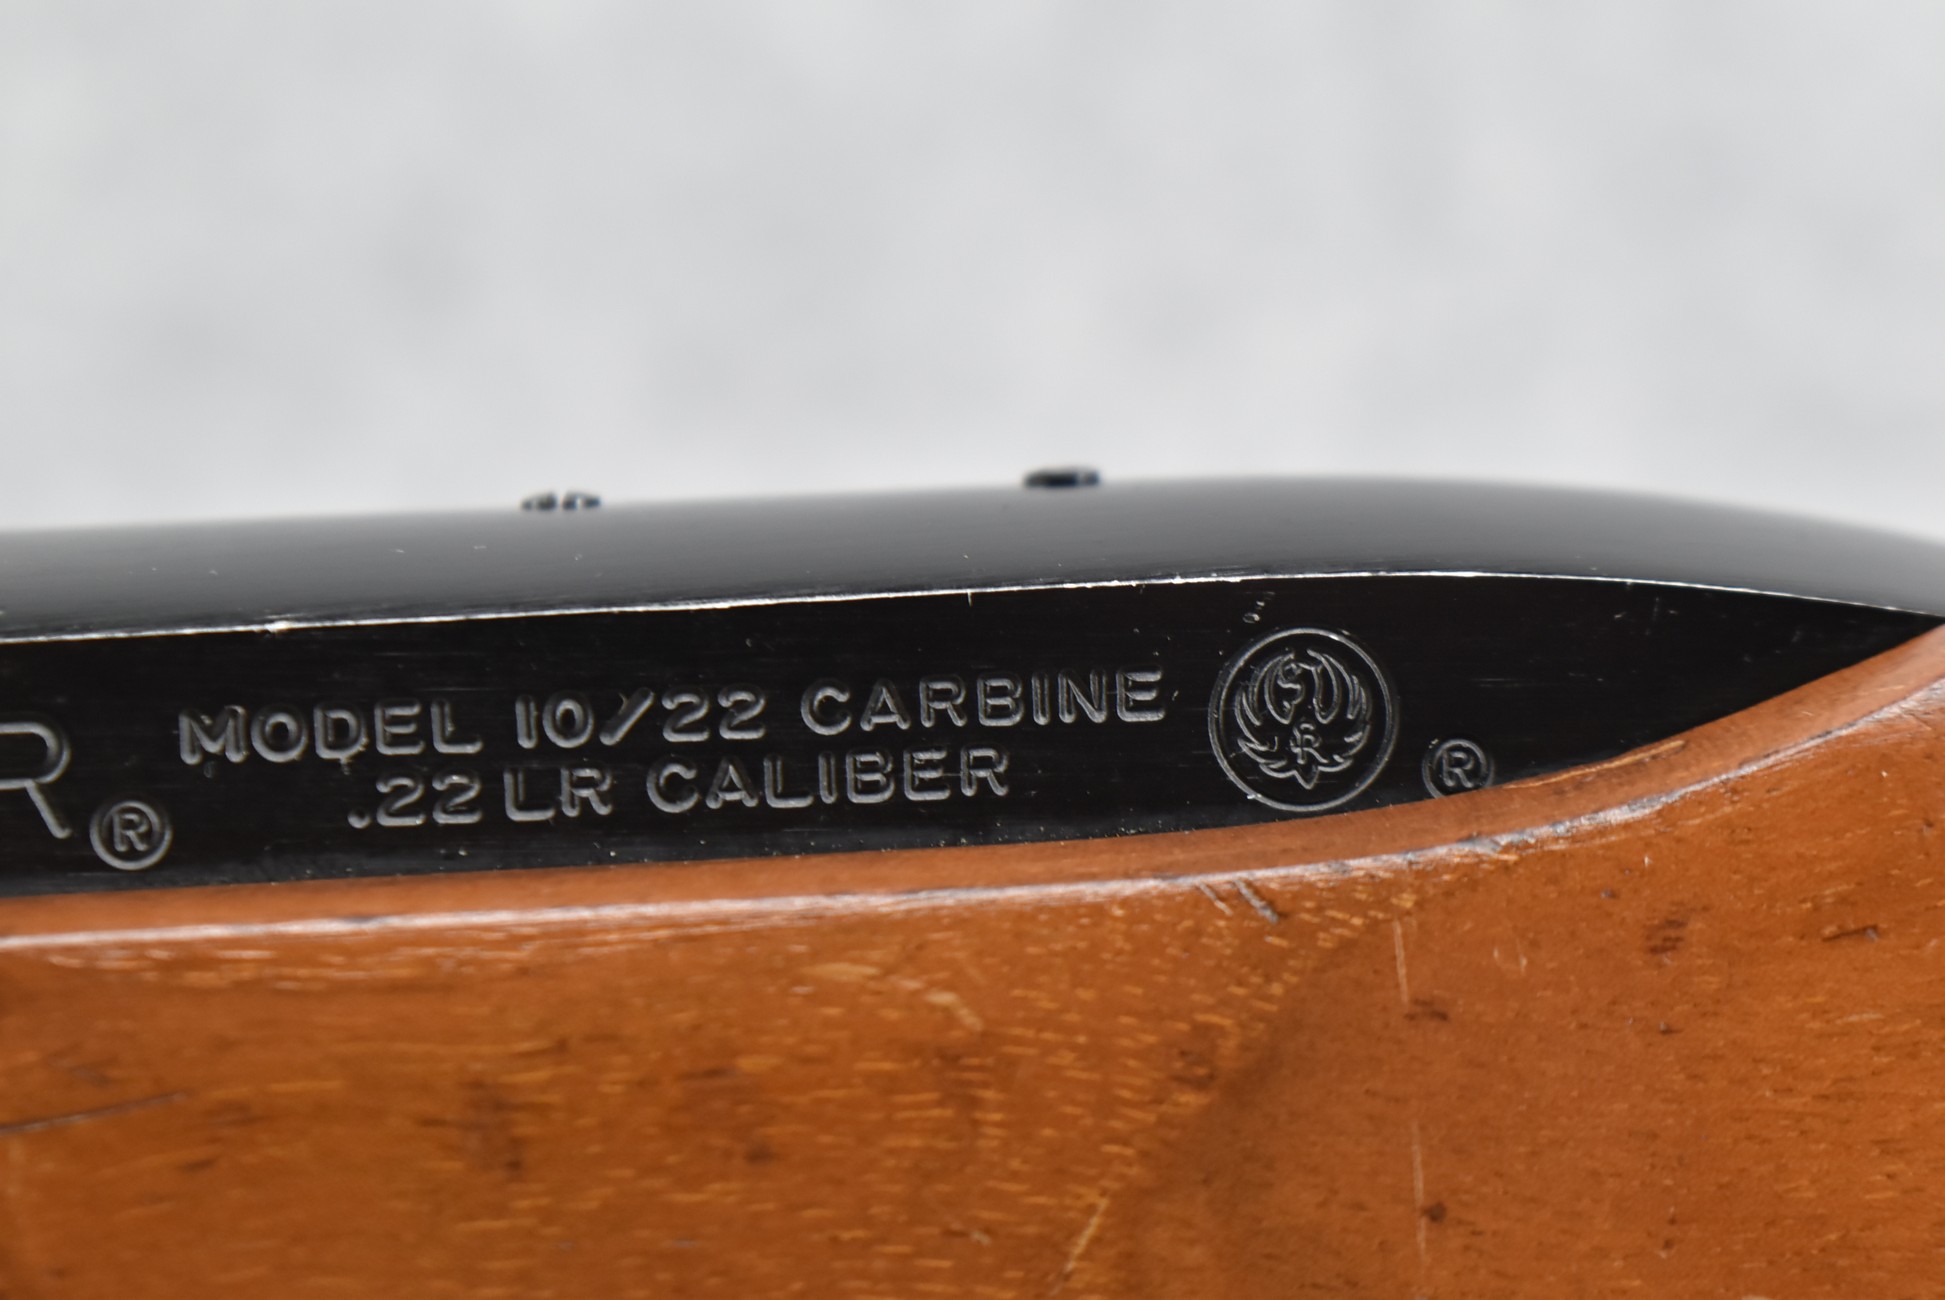 R®
MODEL 10/22 CARBINE
.22 LR CALIBER
R
®